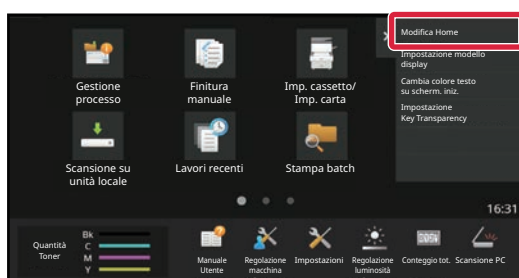 Modifica Home
Impostazione modello
display
Cambia colore testo
su scherm. iniz.
Impostazione
Key Transparency
Gestione
processo
Finitura
manuale
Imp. cassetto/
Imp. carta
Scansione su
unità locale
Lavori recenti
Stampa batch
16:31
Quantità
Toner
Bk
C
M
Y
Manuale
Utente
Regolazione
macchina
Impostazioni
Regolazione
luminosità
Conteggio tot.
Scansione PC